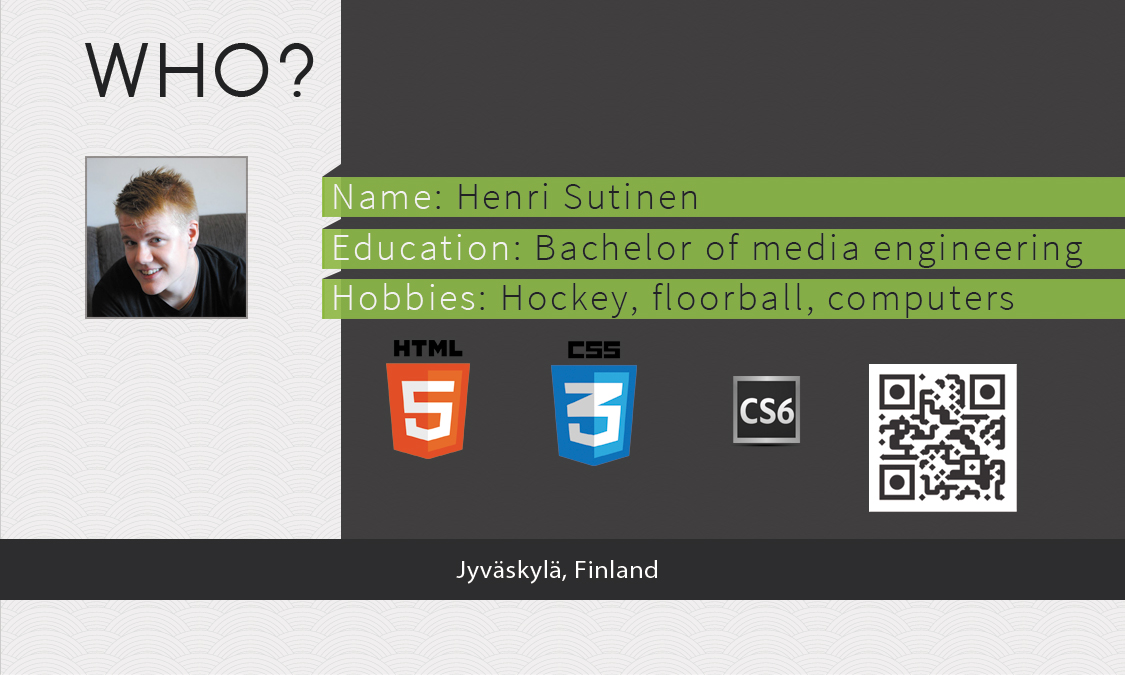 WHO?
Name: Henri Sutinen
Education: Bachelor of media engineering
Hobbies: Hockey, floorball, computers
HTML CSS
5 3 CS6
Jyväskylä, Finland